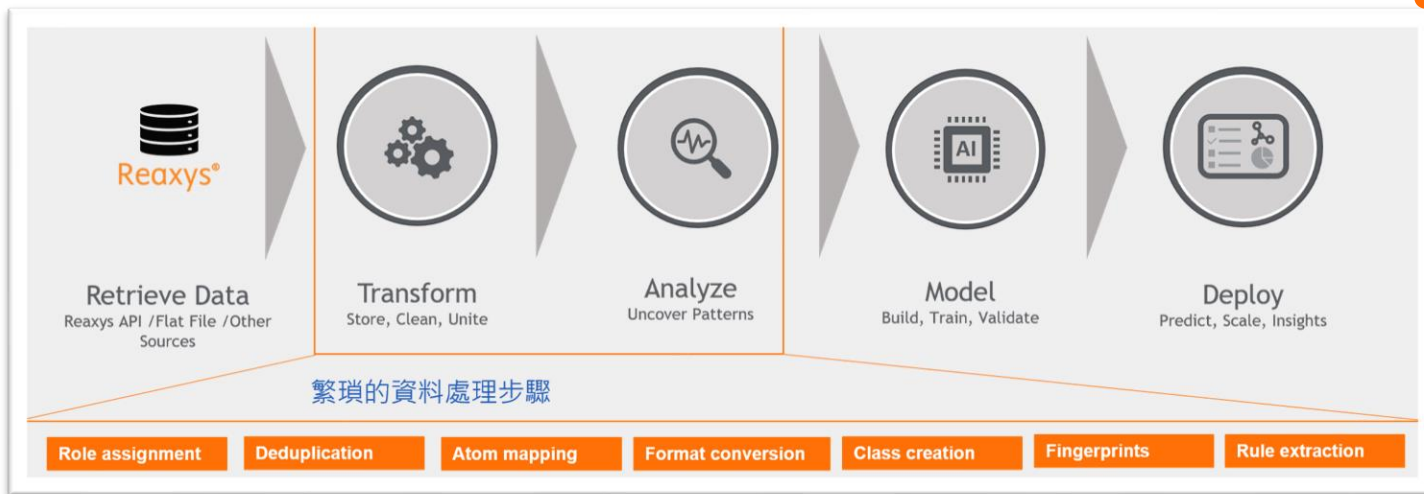 Reaxys®
AI
Retrieve Data
Reaxys API /Flat File /Other
Sources
Transform
Store, Clean, Unite
Analyze
Uncover Patterns
Model
Build, Train, Validate
Deploy
Predict, Scale, Insights
繁瑣的資料處理步驟
Role assignment
Deduplication
Atom mapping
Format conversion
Class creation
Fingerprints
Rule extraction